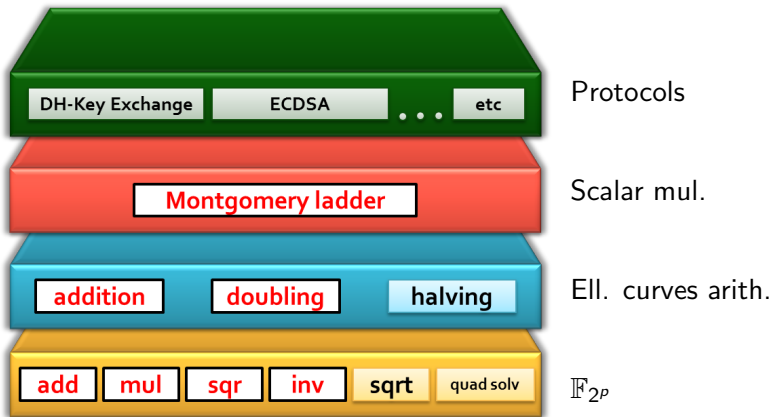 DH-Key Exchange ECDSA ... etc Protocols
Montgomery ladder Scalar mul.
addition doubling halving Ell. curves arith.
add mul sqr inv sqrt quad solv 𝔽₂ᵖ